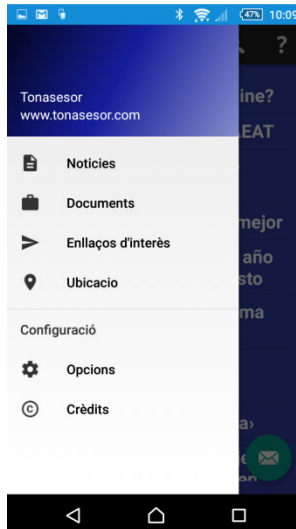 47% 10:09
?
Tonasesor
www.tonasesor.com
ine?
AEAT
Noticies
Documents
mejor
Enllaços d'interès
año
sto
Ubicacio
ma
Configuració
Opcions
Crèdits
a›